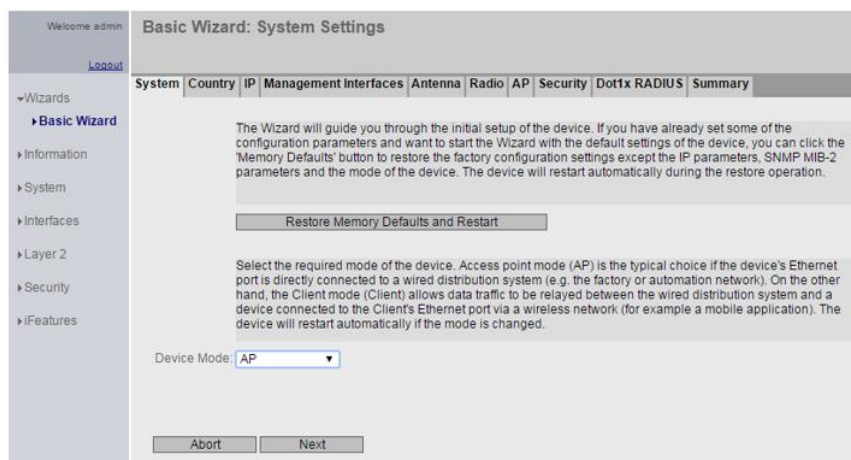 Welcome admin
Logout
Basic Wizard: System Settings
System Country IP Management Interfaces Antenna Radio AP Security Dot1x RADIUS Summary
Wizards
Basic Wizard
Information
System
Interfaces
Layer 2
Security
iFeatures
The Wizard will guide you through the initial setup of the device. If you have already set some of the
configuration parameters and want to start the Wizard with the default settings of the device, you can click the
'Memory Defaults' button to restore the factory configuration settings except the IP parameters, SNMP MIB-2
parameters and the mode of the device. The device will restart automatically during the restore operation.
Restore Memory Defaults and Restart
Select the required mode of the device. Access point mode (AP) is the typical choice if the device's Ethernet
port is directly connected to a wired distribution system (e.g. the factory or automation network). On the other
hand, the Client mode (Client) allows data traffic to be relayed between the wired distribution system and a
device connected to the Client's Ethernet port via a wireless network (for example a mobile application). The
device will restart automatically if the mode is changed.
Device Mode: AP
Abort Next